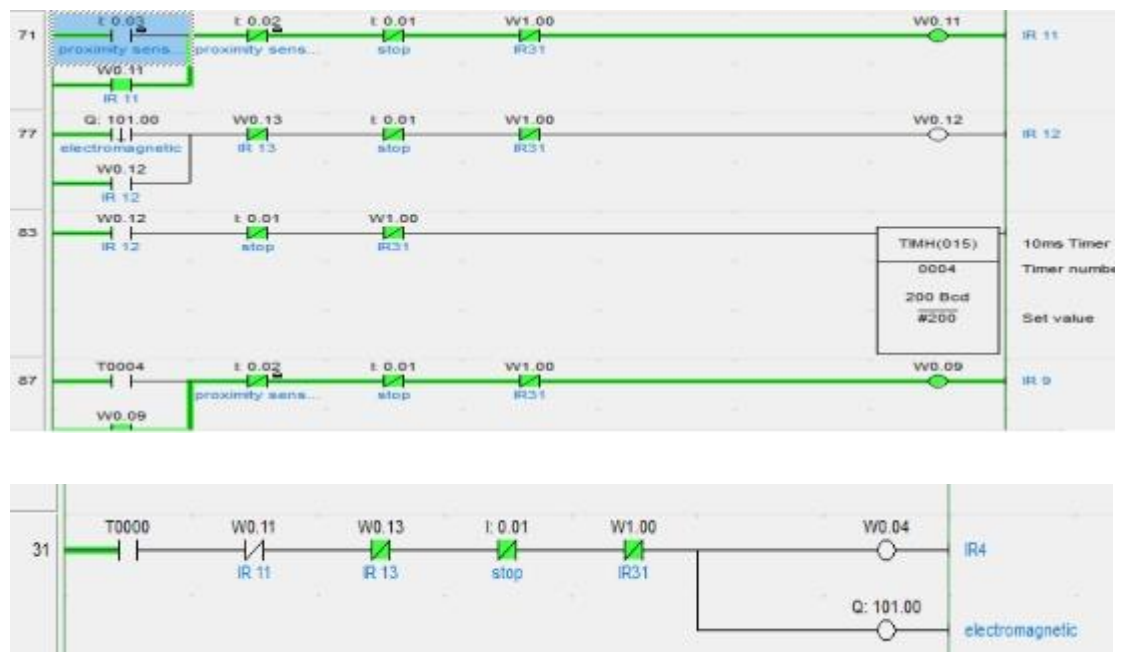 I: 0.03 I: 0.02 I: 0.01 W1.00 W0.11
71 IR 11
proximity sens... proximity sens... stop IR31
W0.11
IR 11
Q: 101.00 W0.13 I: 0.01 W1.00 W0.12
77 IR 12
electromagnetic IR 13 stop IR31
W0.12
IR 12
W0.12 I: 0.01 W1.00
83
IR 12 stop IR31
TIMH(015) 10ms Timer
0004 Timer numbe
200 Bcd
#200 Set value
T0004 I: 0.02 I: 0.01 W1.00 W0.09
87 IR 9
proximity sens... stop IR31
W0.09
T0000 W0.11 W0.13 I: 0.01 W1.00 W0.04
31 IR4
IR 11 IR 13 stop IR31
Q: 101.00
electromagnetic